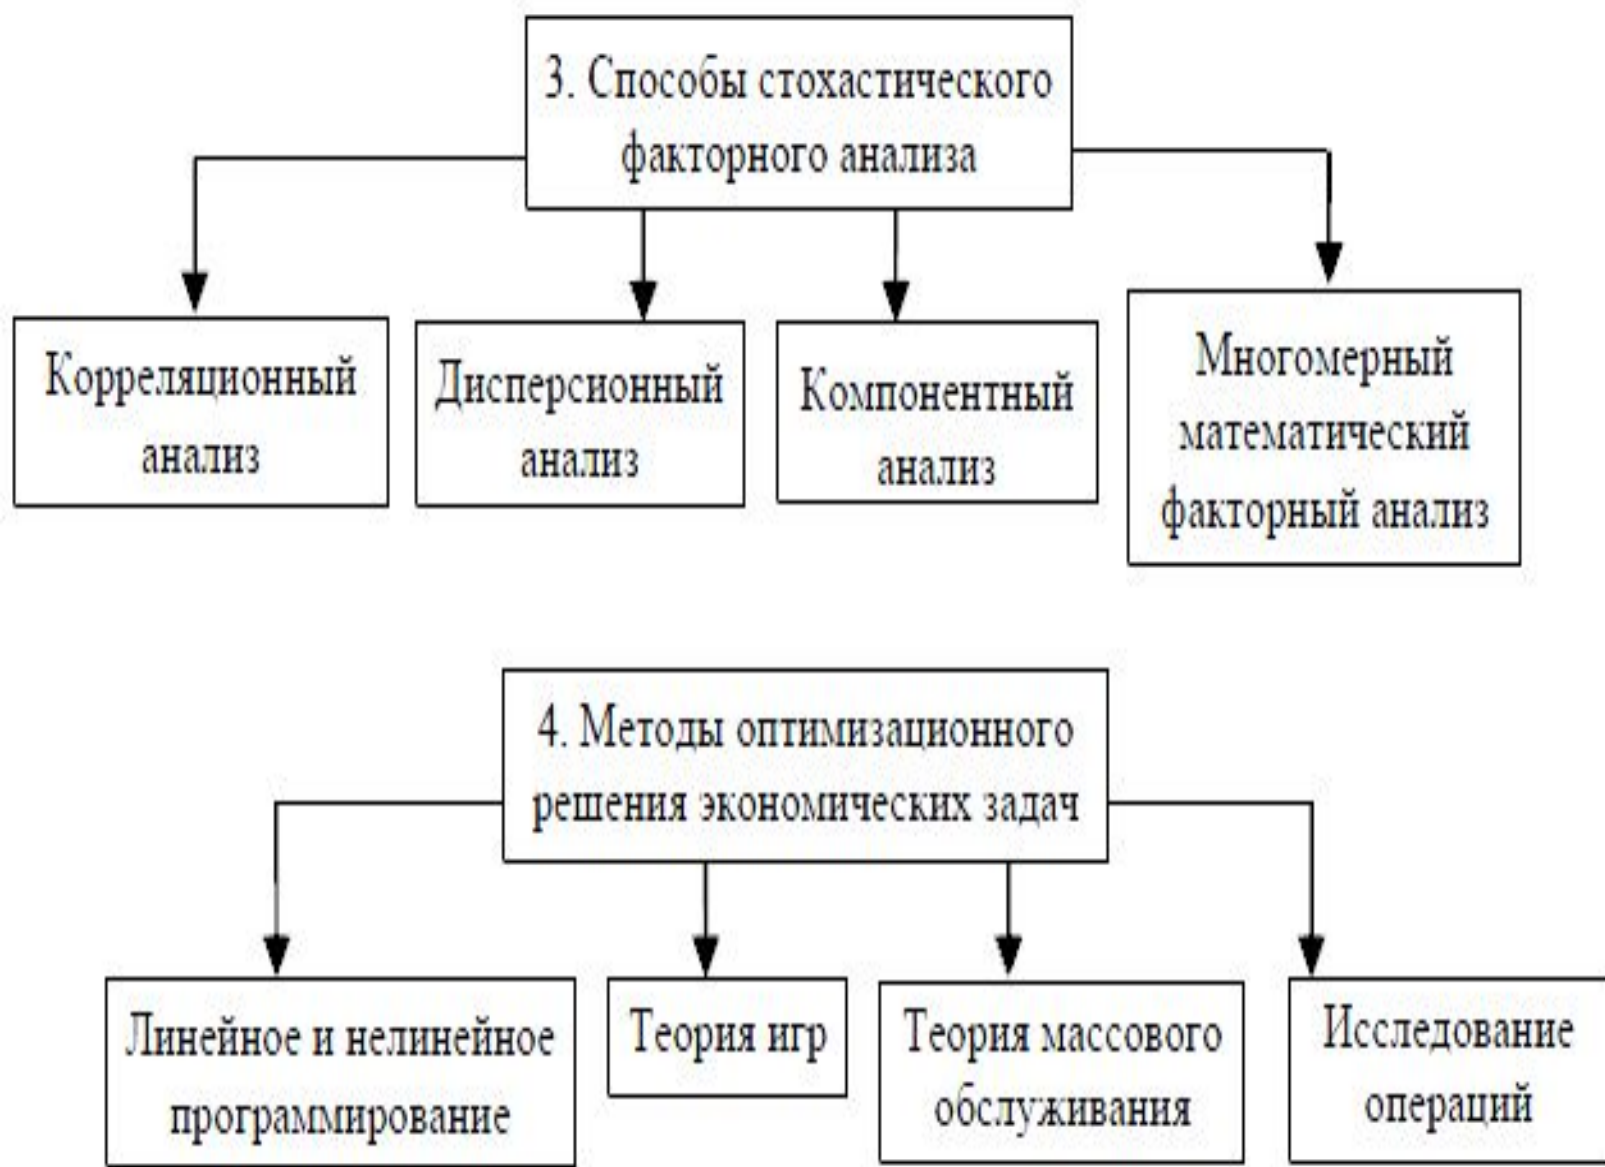 3. Способы стохастического
факторного анализа
Корреляционный
анализ
Дисперсионный
анализ
Компонентный
анализ
Многомерный
математический
факторный анализ
4. Методы оптимизационного
решения экономических задач
Линейное и нелинейное
программирование
Теория игр
Теория массового
обслуживания
Исследование
операций